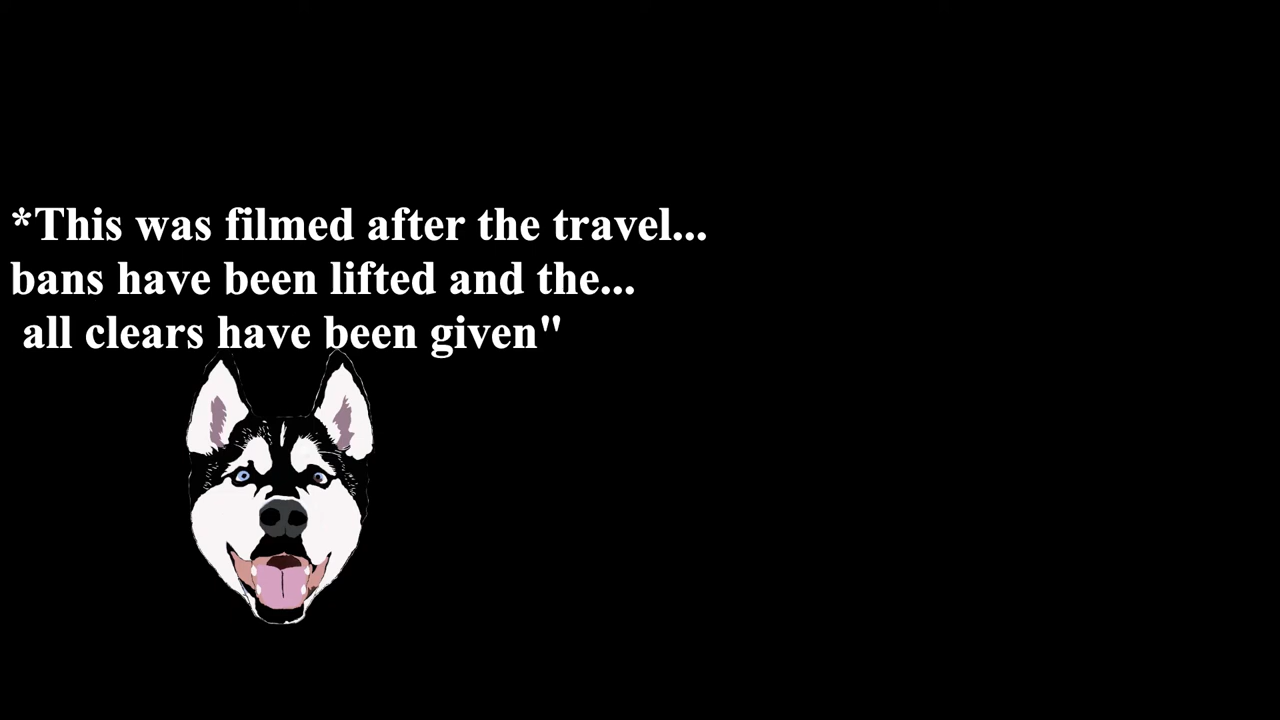 *This was filmed after the travel...
bans have been lifted and the...
all clears have been given"